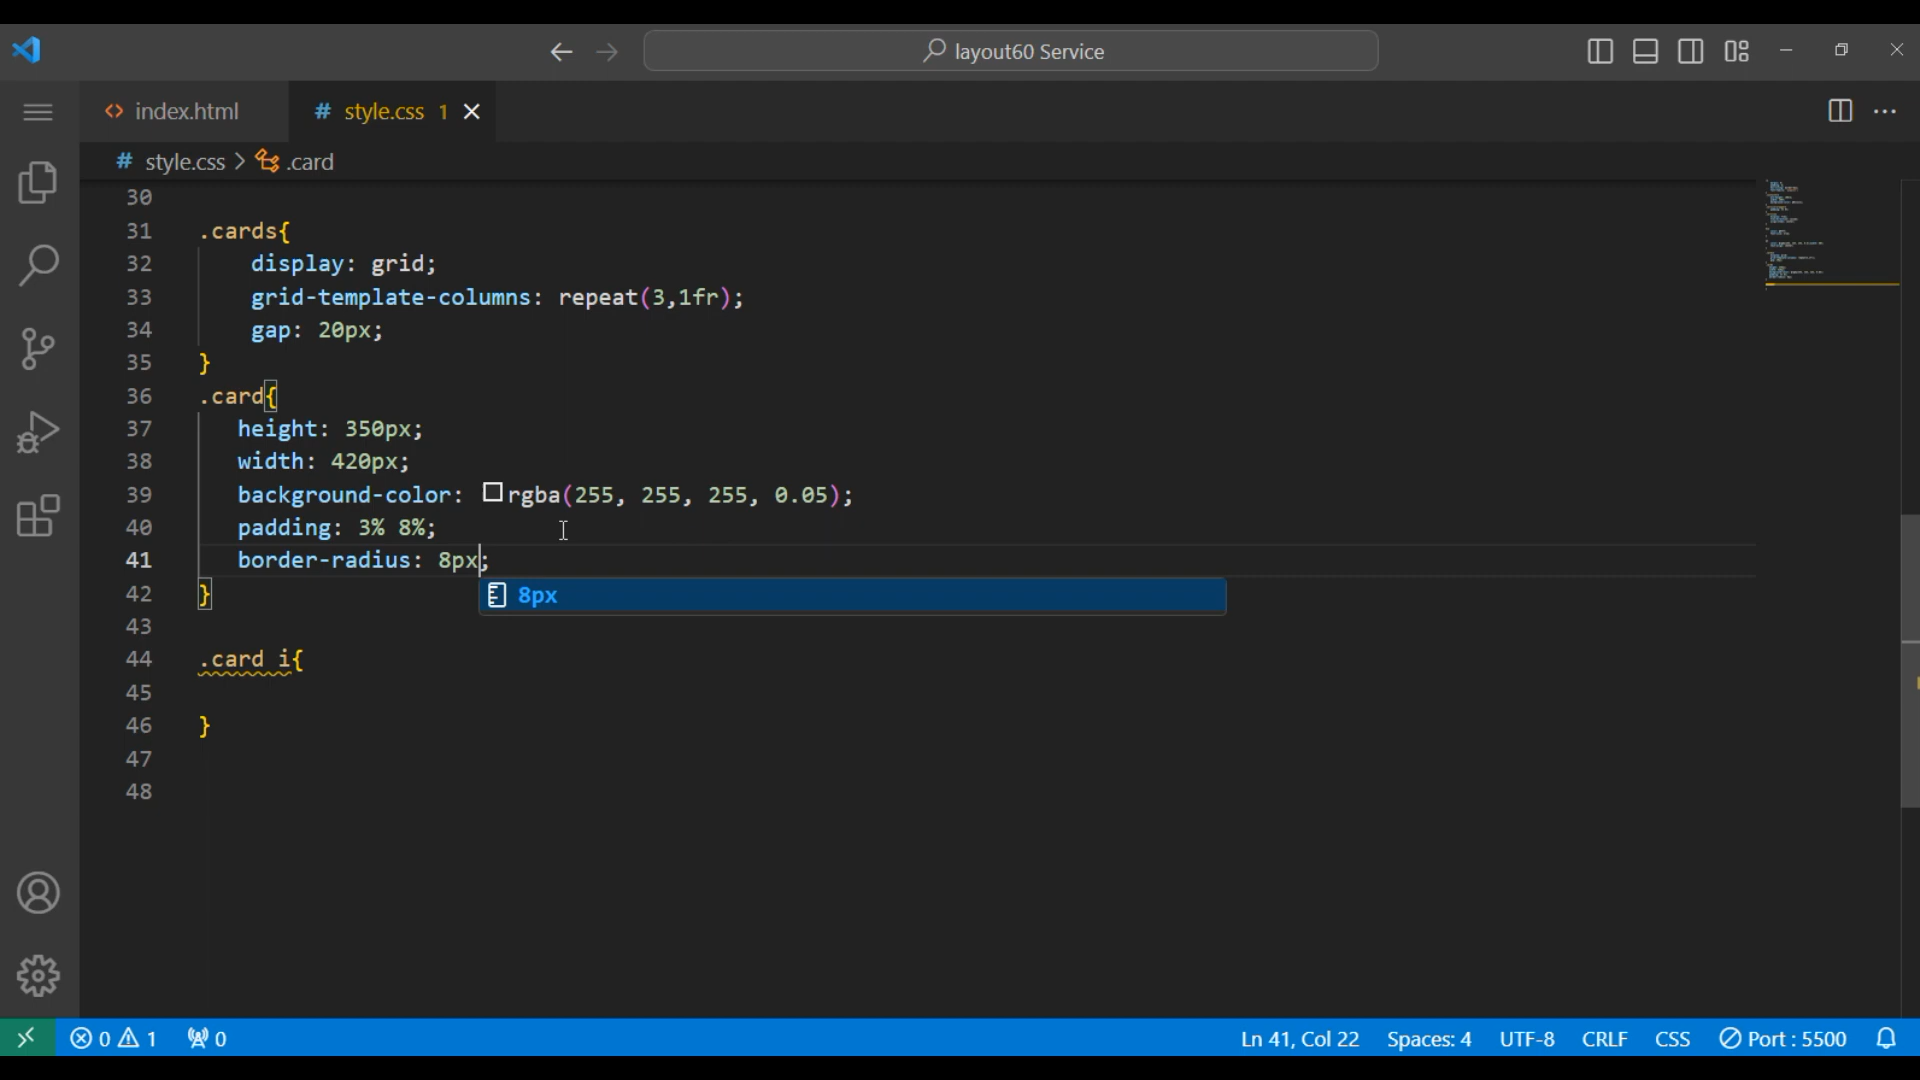 layout60 Service
index.html
style.css 1
style.css > .card
30
31 .cards{
32 display: grid;
33 grid-template-columns: repeat(3,1fr);
34 gap: 20px;
35 }
36 .card{
37 height: 350px;
38 width: 420px;
39 background-color: rgba(255, 255, 255, 0.05);
40 padding: 3% 8%;
41 border-radius: 8px;
42 }
8px
43
44 .card i{
45
46 }
47
48
0 1 0 Ln 41, Col 22 Spaces: 4 UTF-8 CRLF CSS Port : 5500